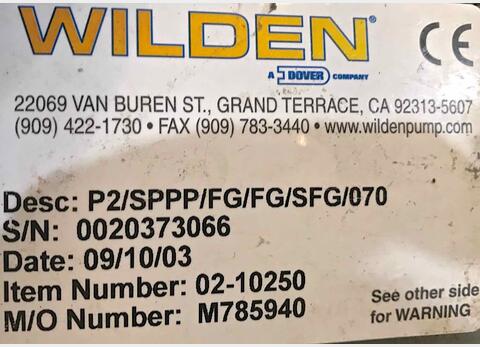 WILDEN®
CE
A DOVER COMPANY
22069 VAN BUREN ST., GRAND TERRACE, CA 92313-5607
(909) 422-1730 • FAX (909) 783-3440 • www.wildenpump.com
Desc: P2/SPPP/FG/FG/SFG/070
S/N: 0020373066
Date: 09/10/03
Item Number: 02-10250
M/O Number: M785940
See other side
for WARNING